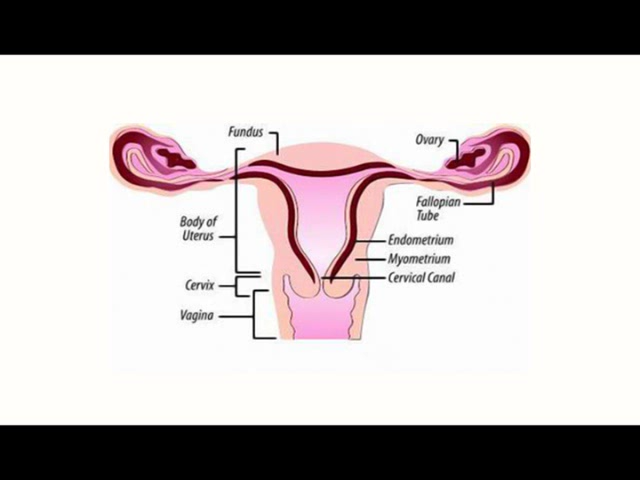 Fundus
Ovary
Fallopian
Tube
Body of
Uterus
Endometrium
Myometrium
Cervical Canal
Cervix
Vagina